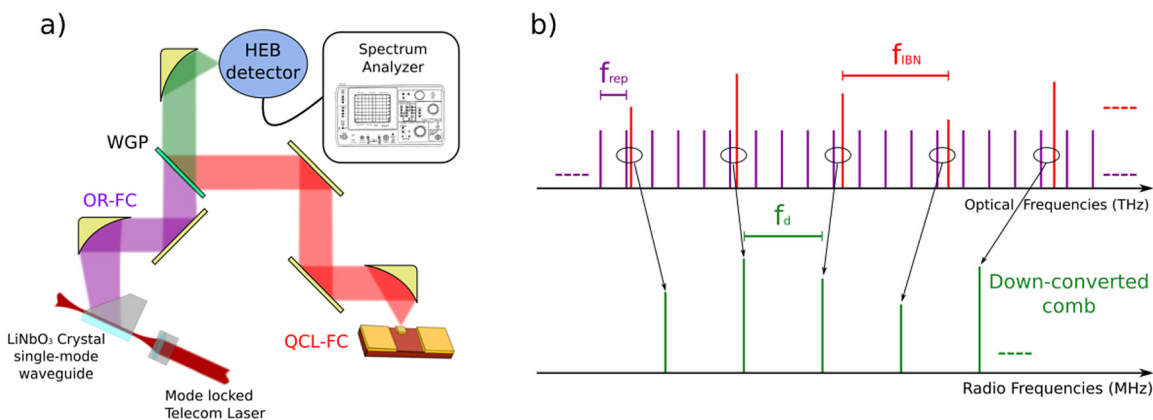 a)
HEB
detector
Spectrum
Analyzer
WGP
OR-FC
LiNbO₃ Crystal
single-mode
waveguide
Mode locked
Telecom Laser
QCL-FC
b)
f_rep
f_IBN
Optical Frequencies (THz)
f_d
Down-converted
comb
Radio Frequencies (MHz)